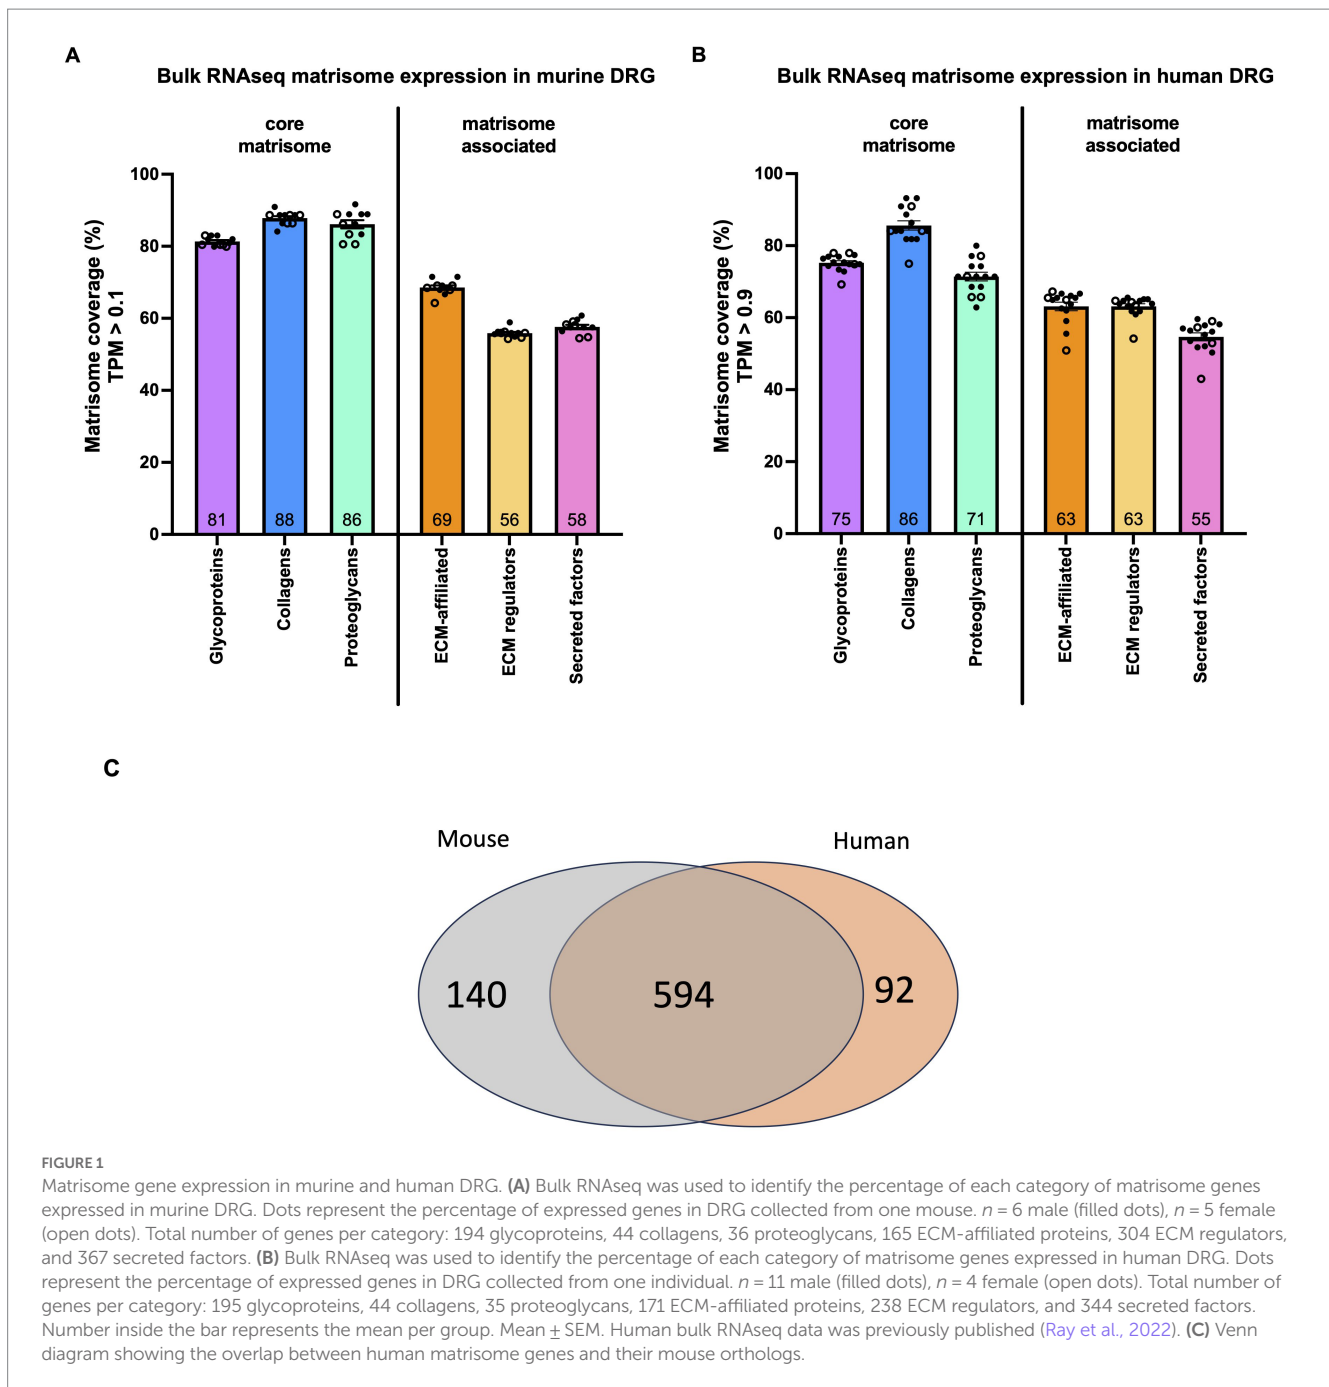 A
Bulk RNAseq matrisome expression in murine DRG
core
matrisome
matrisome
associated
Matrisome coverage (%)
TPM > 0.1
100
80
60
40
20
0
81
88
86
69
56
58
Glycoproteins
Collagens
Proteoglycans
ECM-affiliated
ECM regulators
Secreted factors
B
Bulk RNAseq matrisome expression in human DRG
core
matrisome
matrisome
associated
Matrisome coverage (%)
TPM > 0.9
100
80
60
40
20
0
75
86
71
63
63
55
Glycoproteins
Collagens
Proteoglycans
ECM-affiliated
ECM regulators
Secreted factors
C
Mouse
Human
140
594
92
FIGURE 1
Matrisome gene expression in murine and human DRG. (A) Bulk RNAseq was used to identify the percentage of each category of matrisome genes
expressed in murine DRG. Dots represent the percentage of expressed genes in DRG collected from one mouse. n = 6 male (filled dots), n = 5 female
(open dots). Total number of genes per category: 194 glycoproteins, 44 collagens, 36 proteoglycans, 165 ECM-affiliated proteins, 304 ECM regulators,
and 367 secreted factors. (B) Bulk RNAseq was used to identify the percentage of each category of matrisome genes expressed in human DRG. Dots
represent the percentage of expressed genes in DRG collected from one individual. n = 11 male (filled dots), n = 4 female (open dots). Total number of
genes per category: 195 glycoproteins, 44 collagens, 35 proteoglycans, 171 ECM-affiliated proteins, 238 ECM regulators, and 344 secreted factors.
Number inside the bar represents the mean per group. Mean ± SEM. Human bulk RNAseq data was previously published (Ray et al., 2022). (C) Venn
diagram showing the overlap between human matrisome genes and their mouse orthologs.